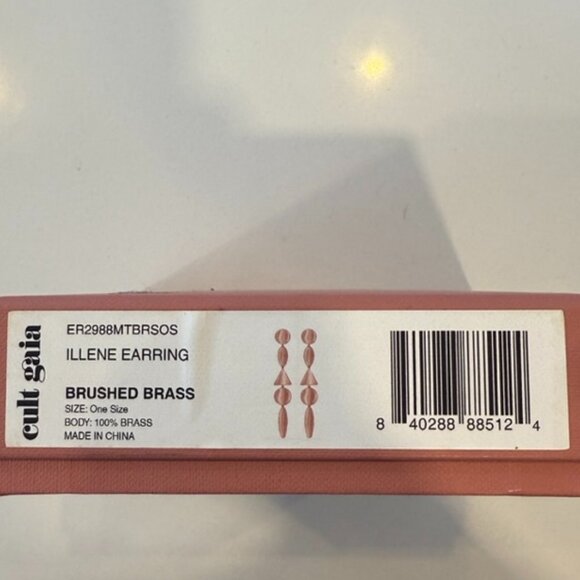 cult gaia
ER2988MTBRSOS
ILLENE EARRING
BRUSHED BRASS
SIZE: One Size
BODY: 100% BRASS
MADE IN CHINA
8 40288 88512 4